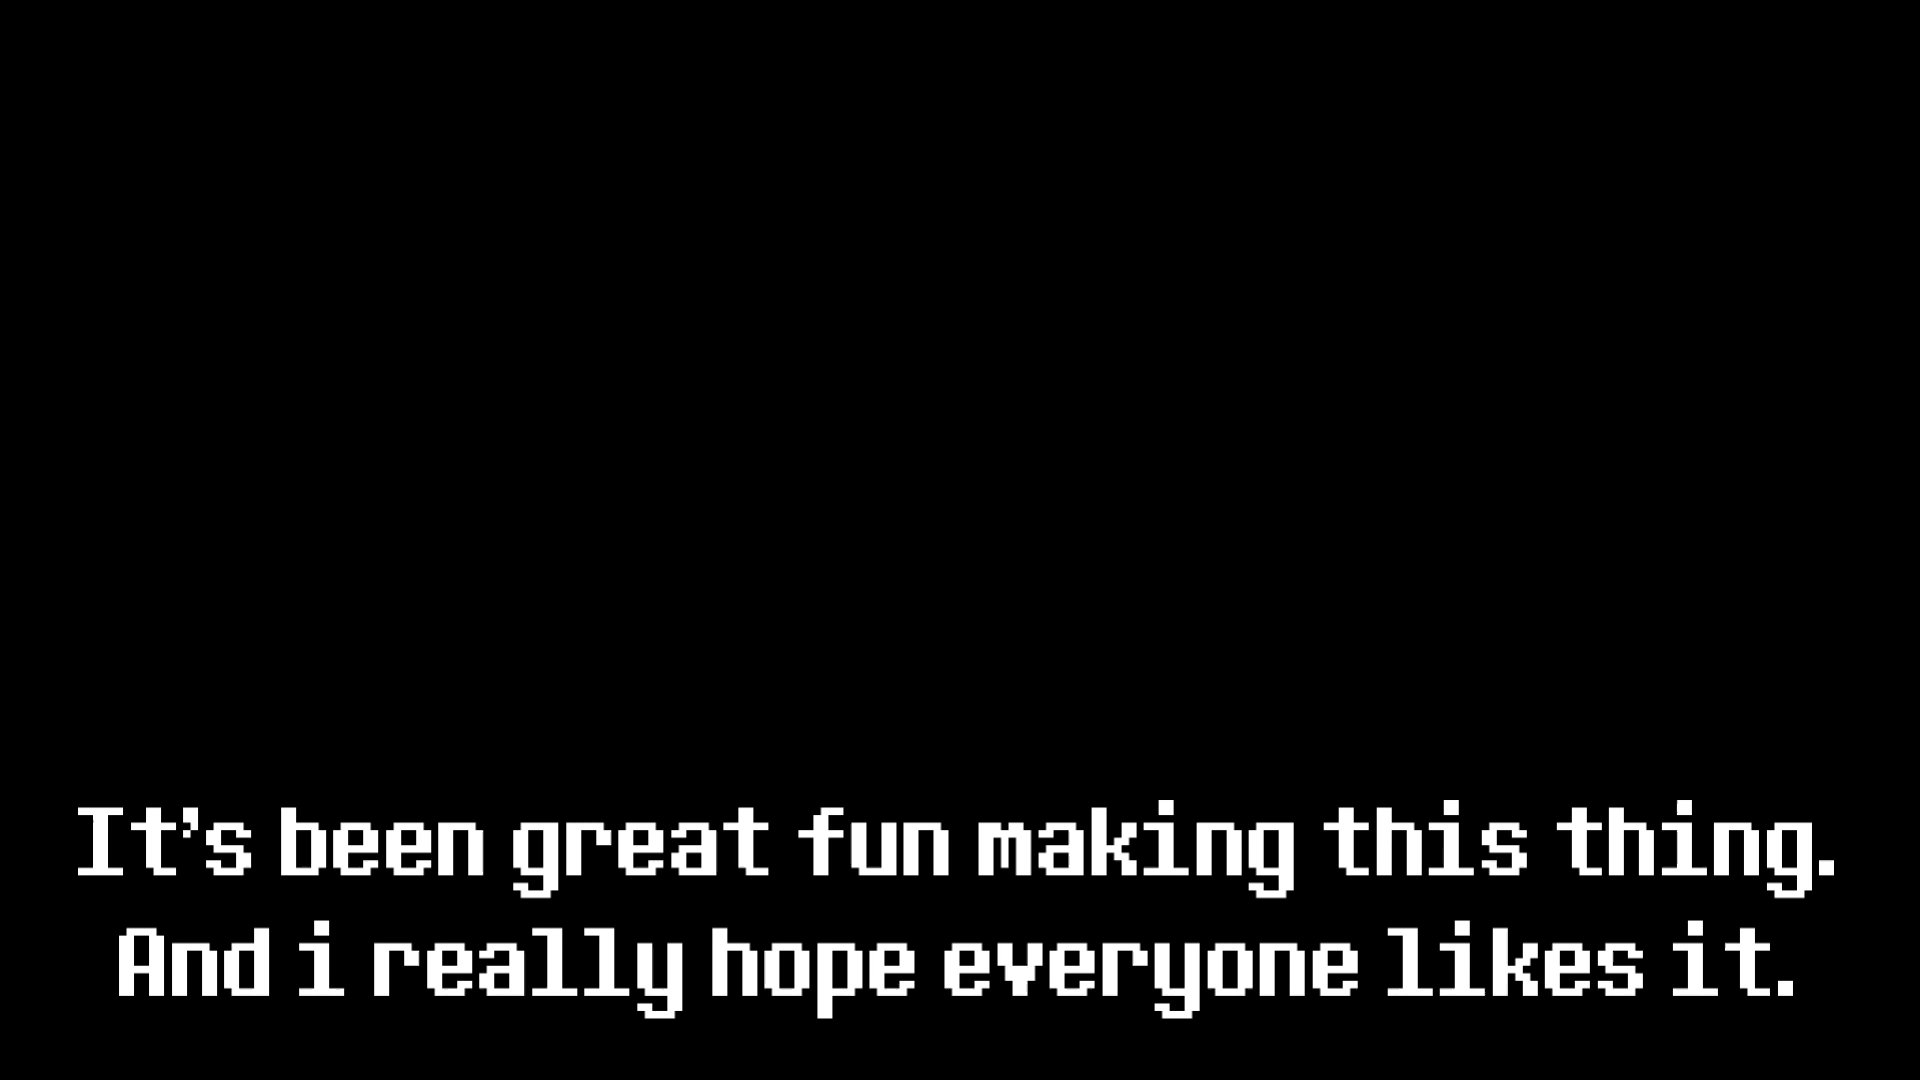 It's been great fun making this thing.
And i really hope everyone likes it.